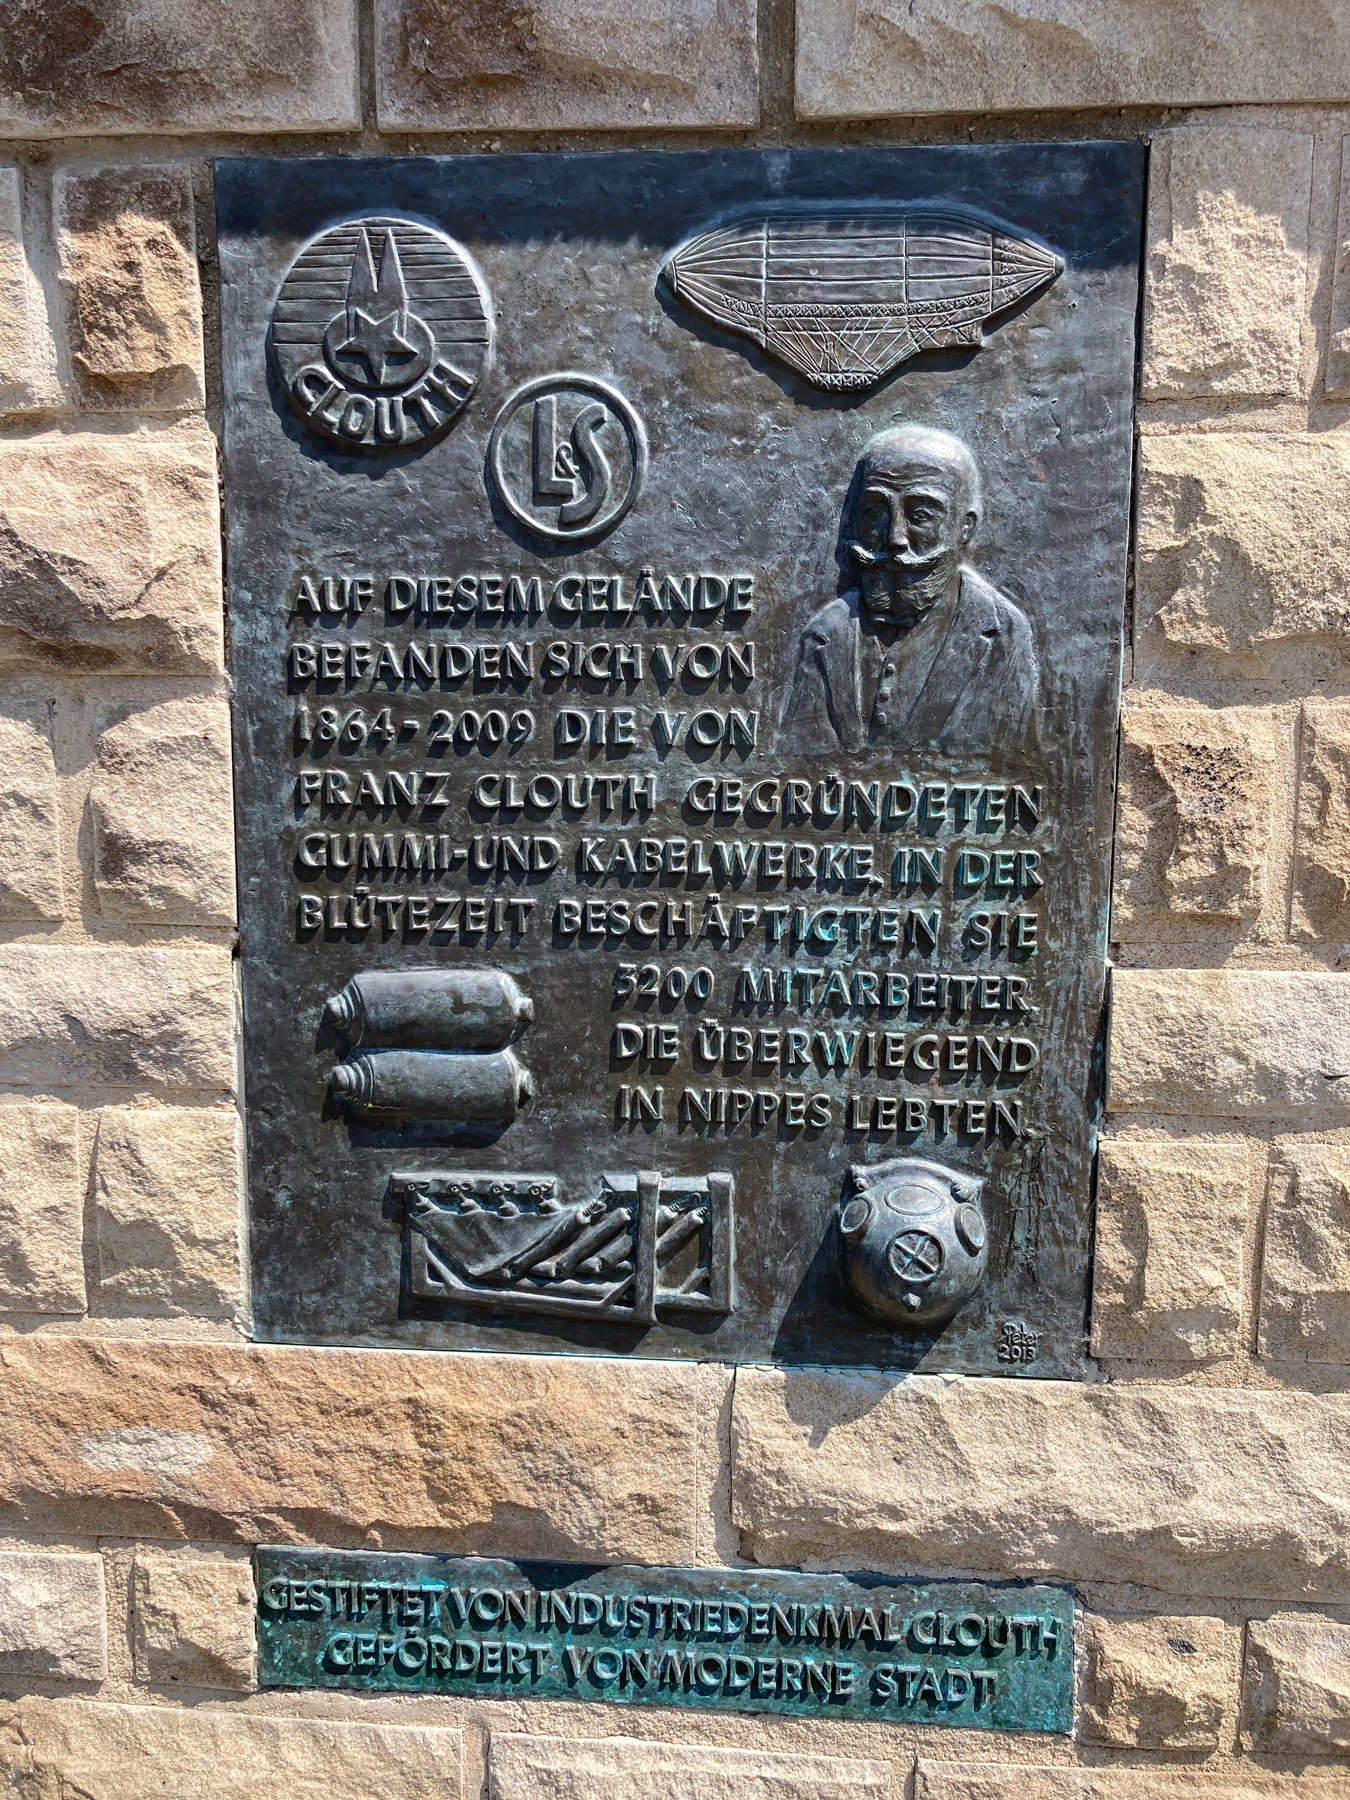 CLOUTH
L&S
AUF DIESEM GELÄNDE
BEFANDEN SICH VON
1864-2009 DIE VON
FRANZ CLOUTH GEGRÜNDETEN
GUMMI-UND KABELWERKE. IN DER
BLÜTEZEIT BESCHÄFTIGTEN SIE
3200 MITARBEITER.
DIE ÜBERWIEGEND
IN NIPPES LEBTEN.
2013
GESTIFTET VON INDUSTRIEDENKMAL CLOUTH
GEFÖRDERT VON MODERNE STADT